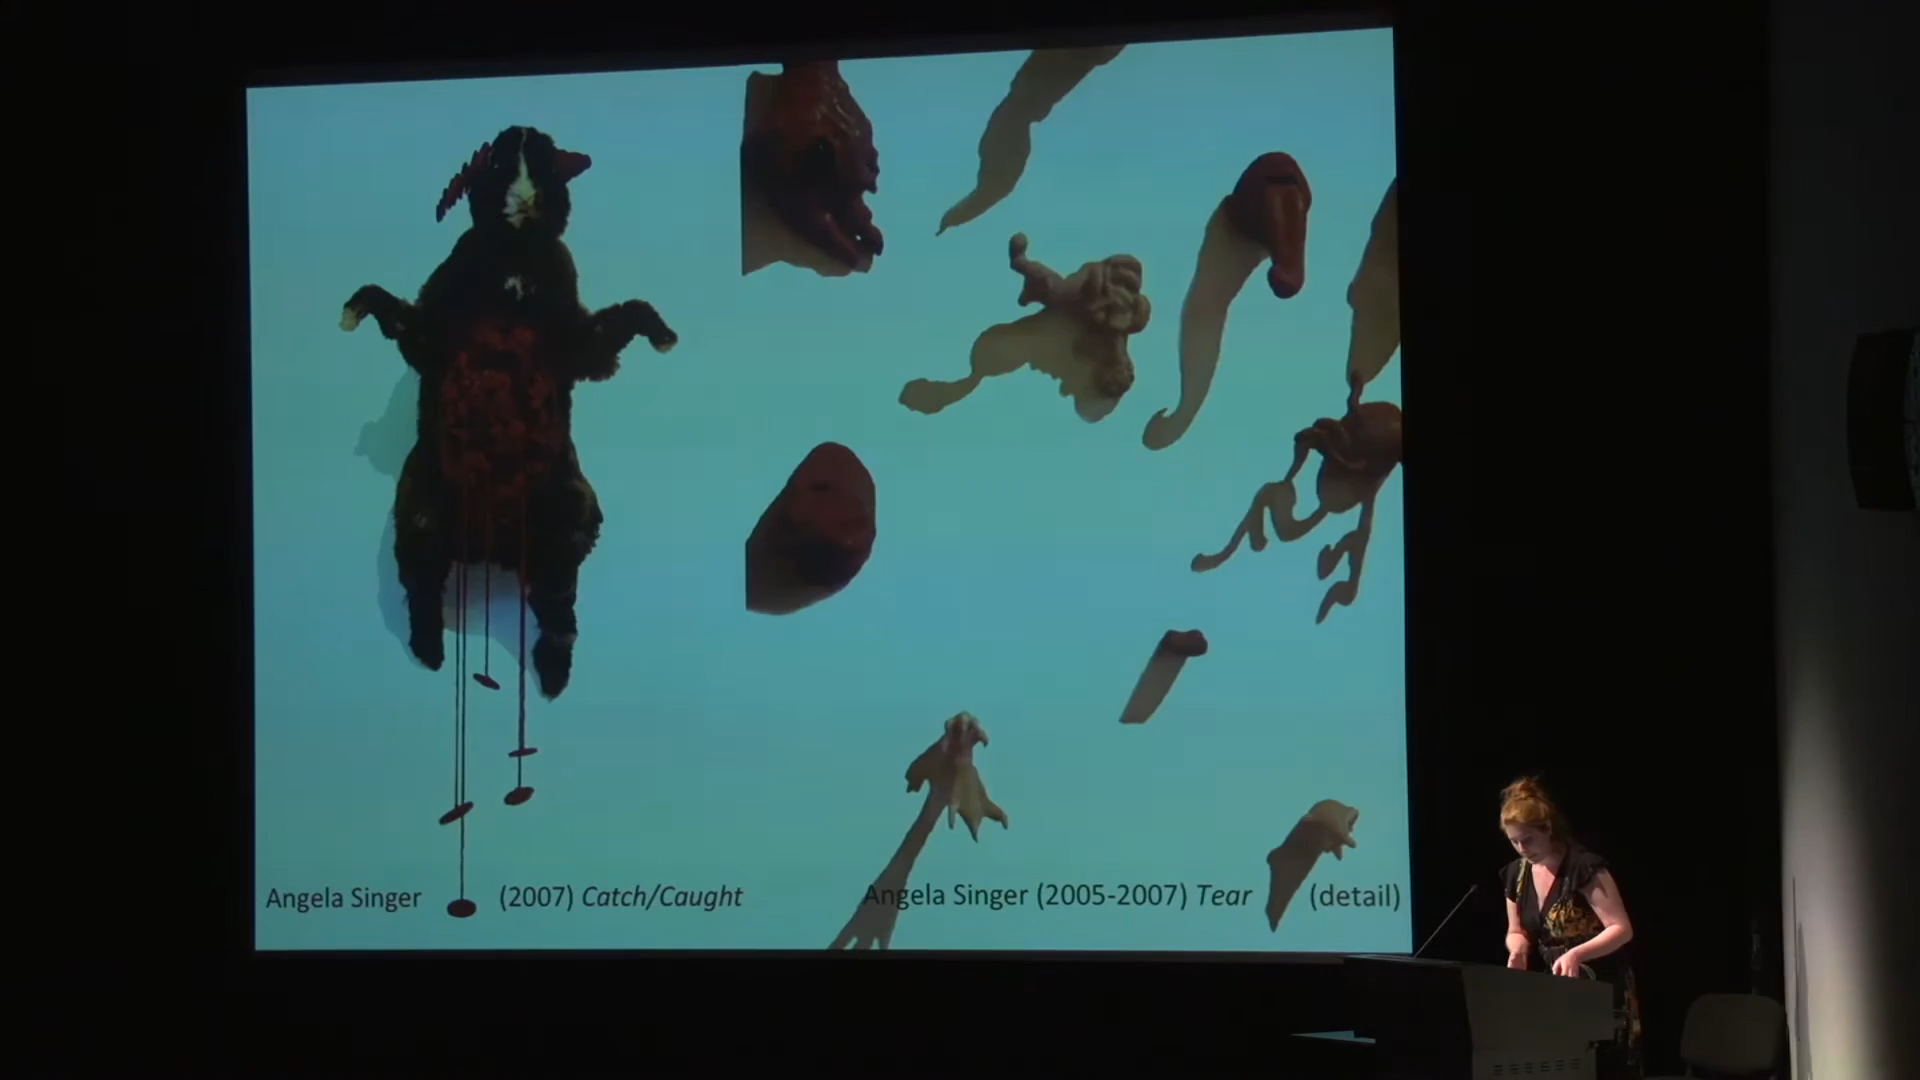 Angela Singer (2007) Catch/Caught
Angela Singer (2005-2007) Tear (detail)